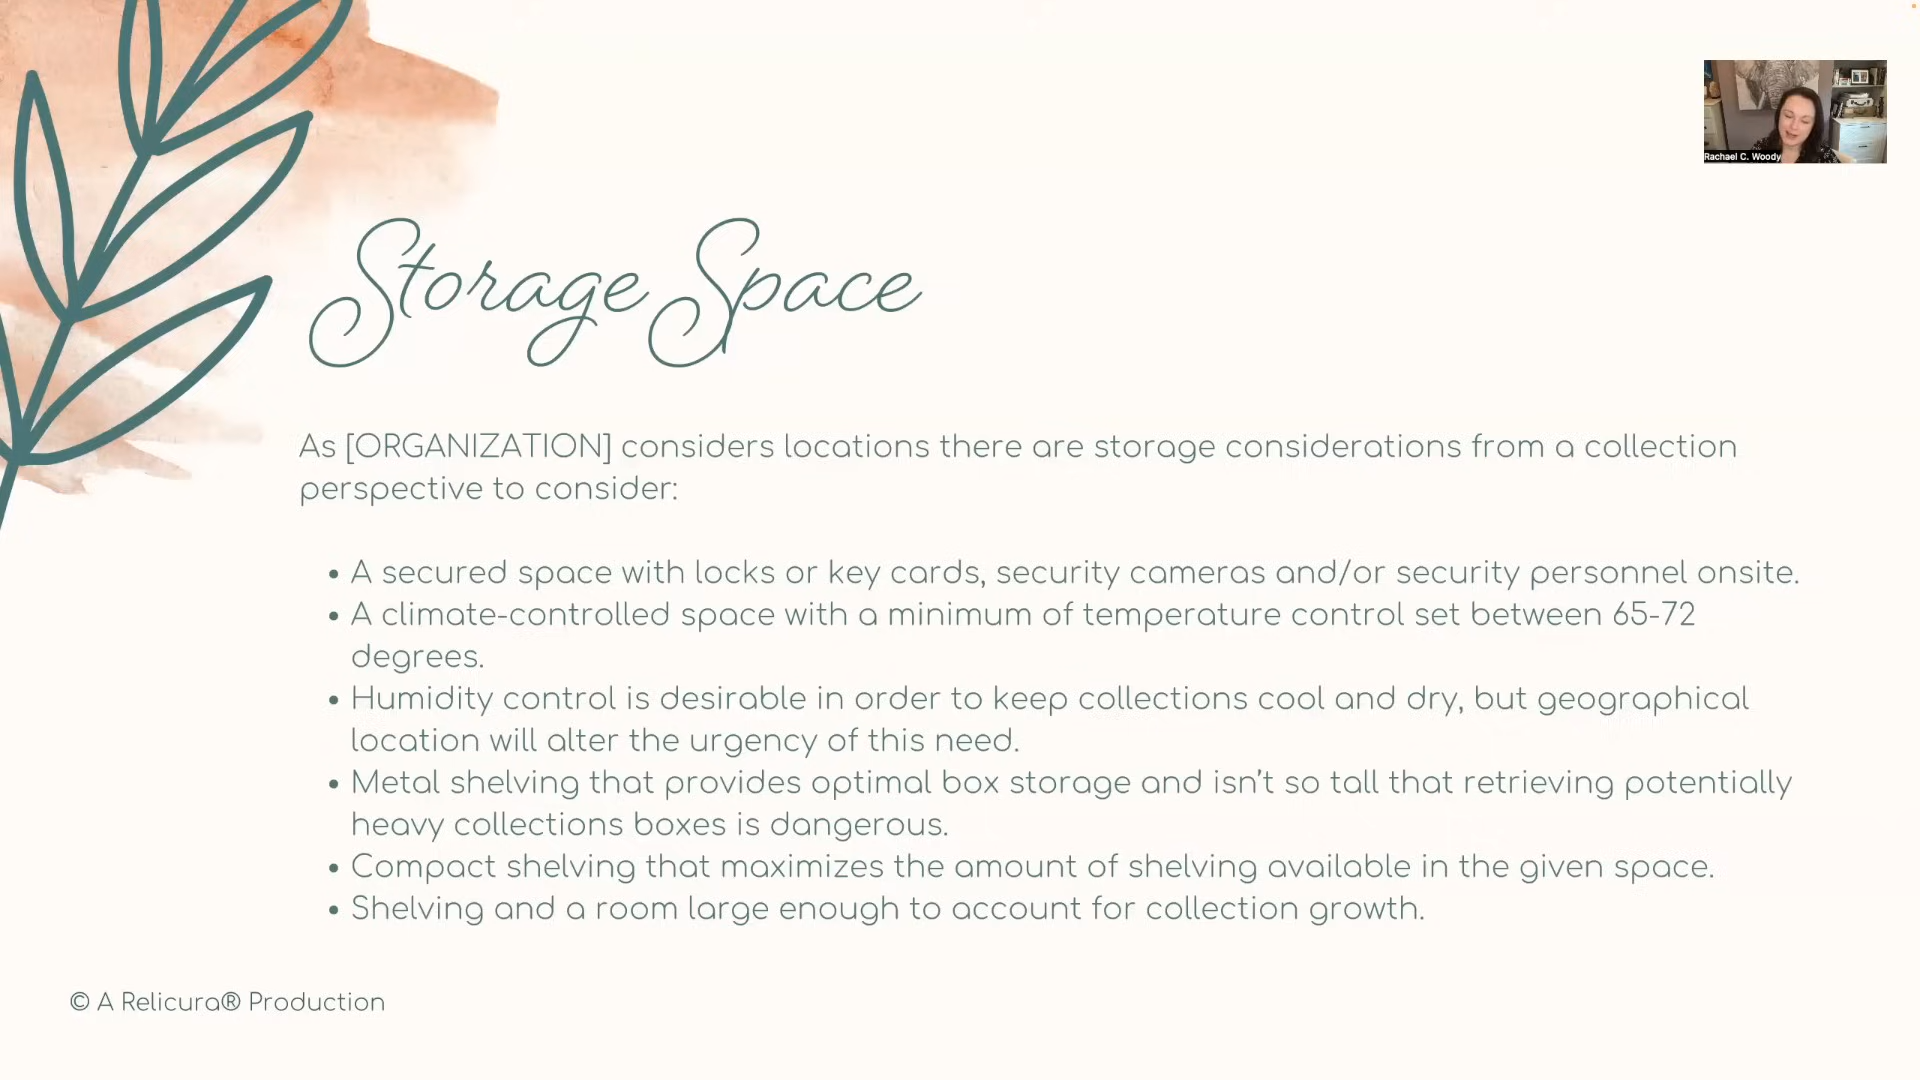 Rachael C. Woody
Storage Space
As [ORGANIZATION] considers locations there are storage considerations from a collection
perspective to consider:
• A secured space with locks or key cards, security cameras and/or security personnel onsite.
• A climate-controlled space with a minimum of temperature control set between 65-72
degrees.
• Humidity control is desirable in order to keep collections cool and dry, but geographical
location will alter the urgency of this need.
• Metal shelving that provides optimal box storage and isn't so tall that retrieving potentially
heavy collections boxes is dangerous.
• Compact shelving that maximizes the amount of shelving available in the given space.
• Shelving and a room large enough to account for collection growth.
© A Relicura® Production